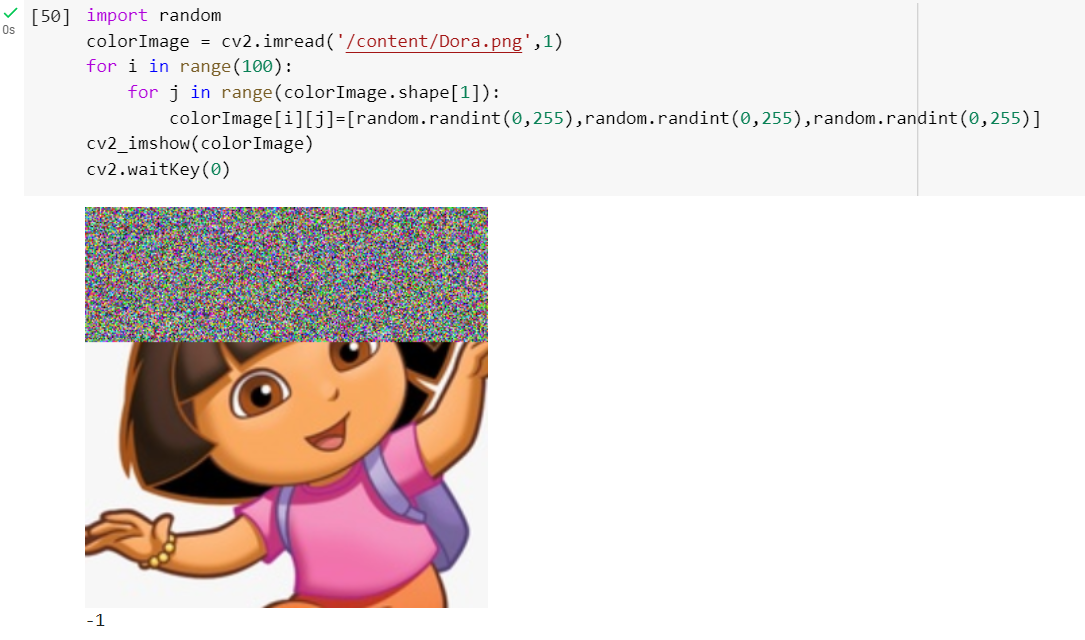 0s
[50] import random
colorImage = cv2.imread('/content/Dora.png',1)
for i in range(100):
    for j in range(colorImage.shape[1]):
        colorImage[i][j]=[random.randint(0,255),random.randint(0,255),random.randint(0,255)]
cv2_imshow(colorImage)
cv2.waitKey(0)
-1